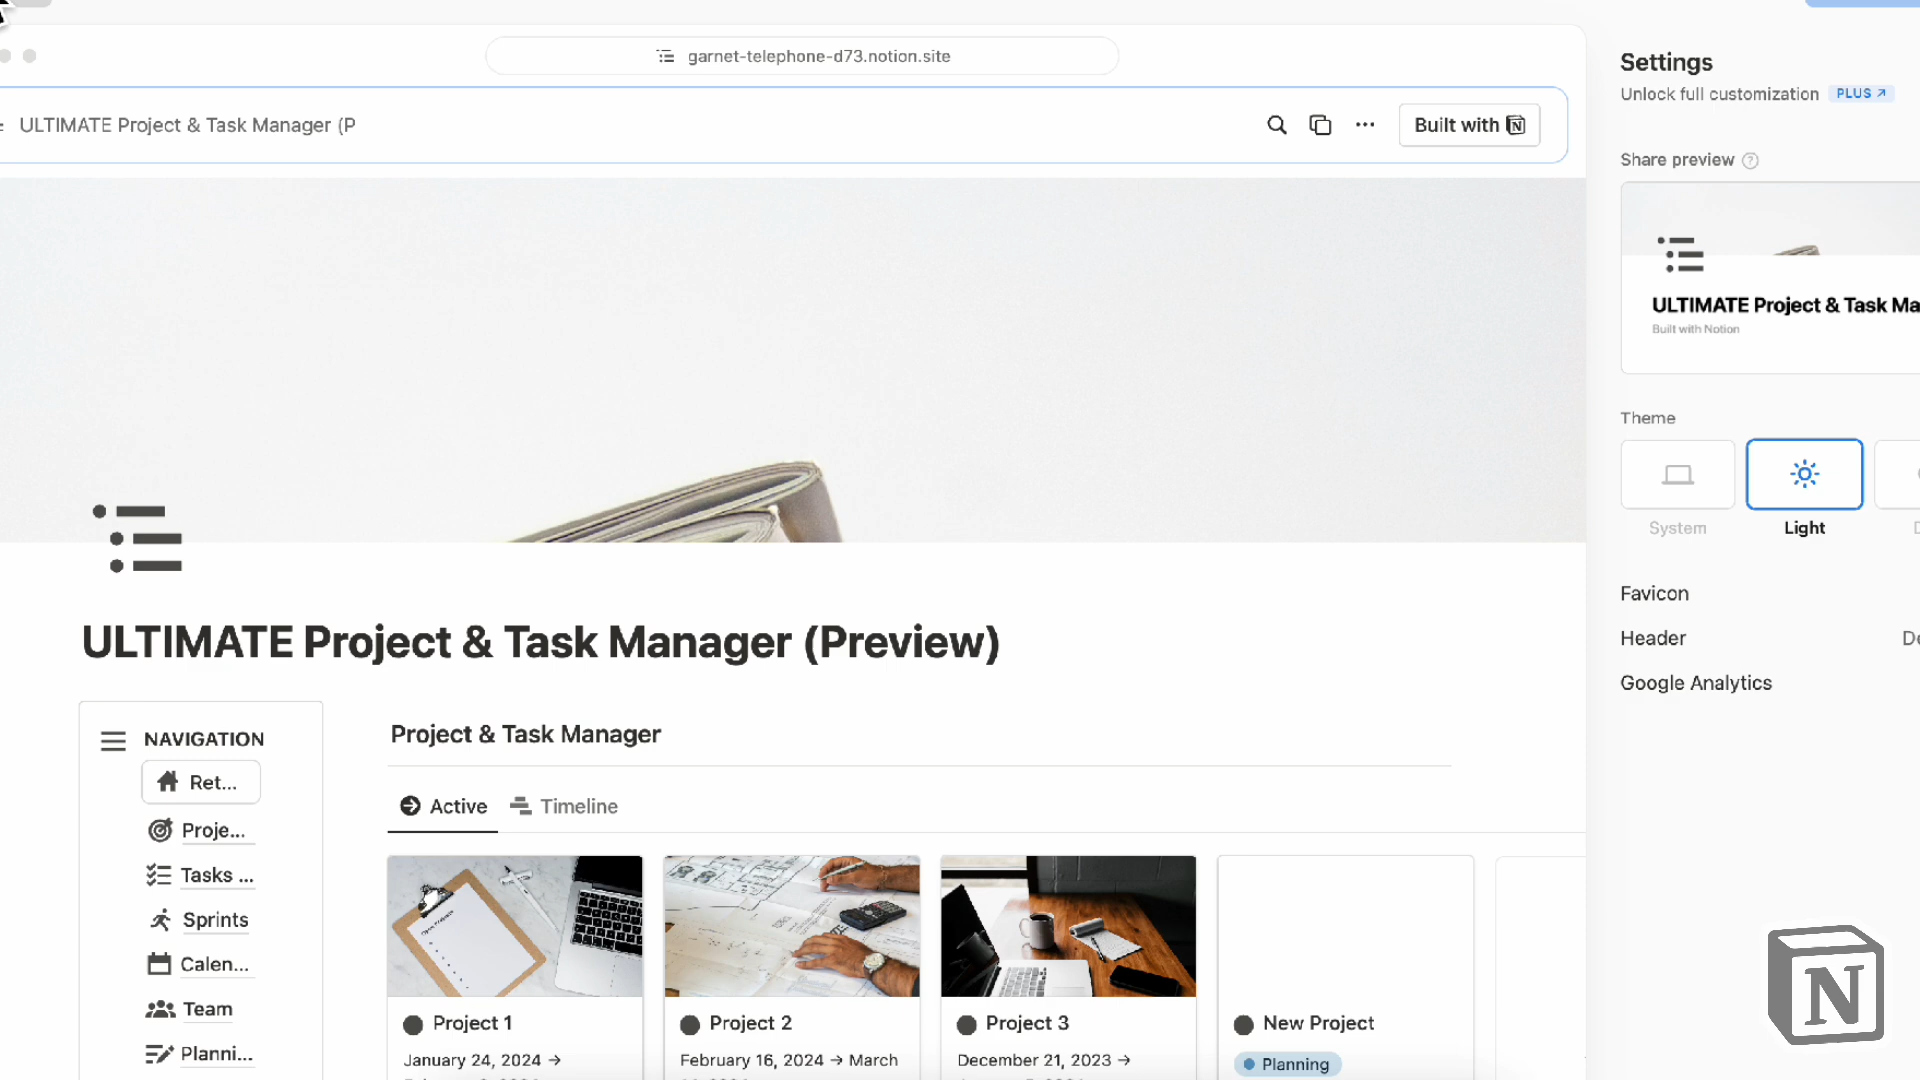 garnet-telephone-d73.notion.site
ULTIMATE Project & Task Manager (P
Built with
ULTIMATE Project & Task Manager (Preview)
NAVIGATION
Ret...
Proje...
Tasks ...
Sprints
Calen...
Team
Planni...
Project & Task Manager
Active
Timeline
Project 1
January 24, 2024 →
Project 2
February 16, 2024 → March
Project 3
December 21, 2023 →
New Project
Planning
Settings
Unlock full customization PLUS ↗
Share preview ?
ULTIMATE Project & Task Ma
Built with Notion
Theme
System
Light
Favicon
Header
De
Google Analytics
N